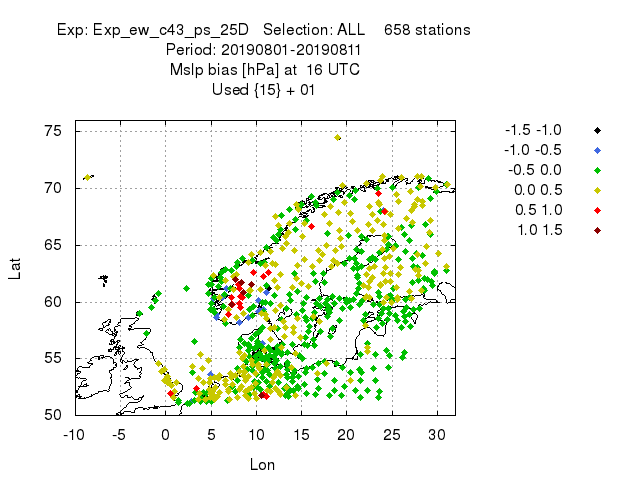 Exp: Exp_ew_c43_ps_25D   Selection: ALL    658 stations
Period: 20190801-20190811
Mslp bias [hPa] at  16 UTC
Used {15} + 01
-1.5 -1.0
-1.0 -0.5
-0.5 0.0
0.0 0.5
0.5 1.0
1.0 1.5
75
70
65
60
55
50
Lat
-10 -5 0 5 10 15 20 25 30
Lon